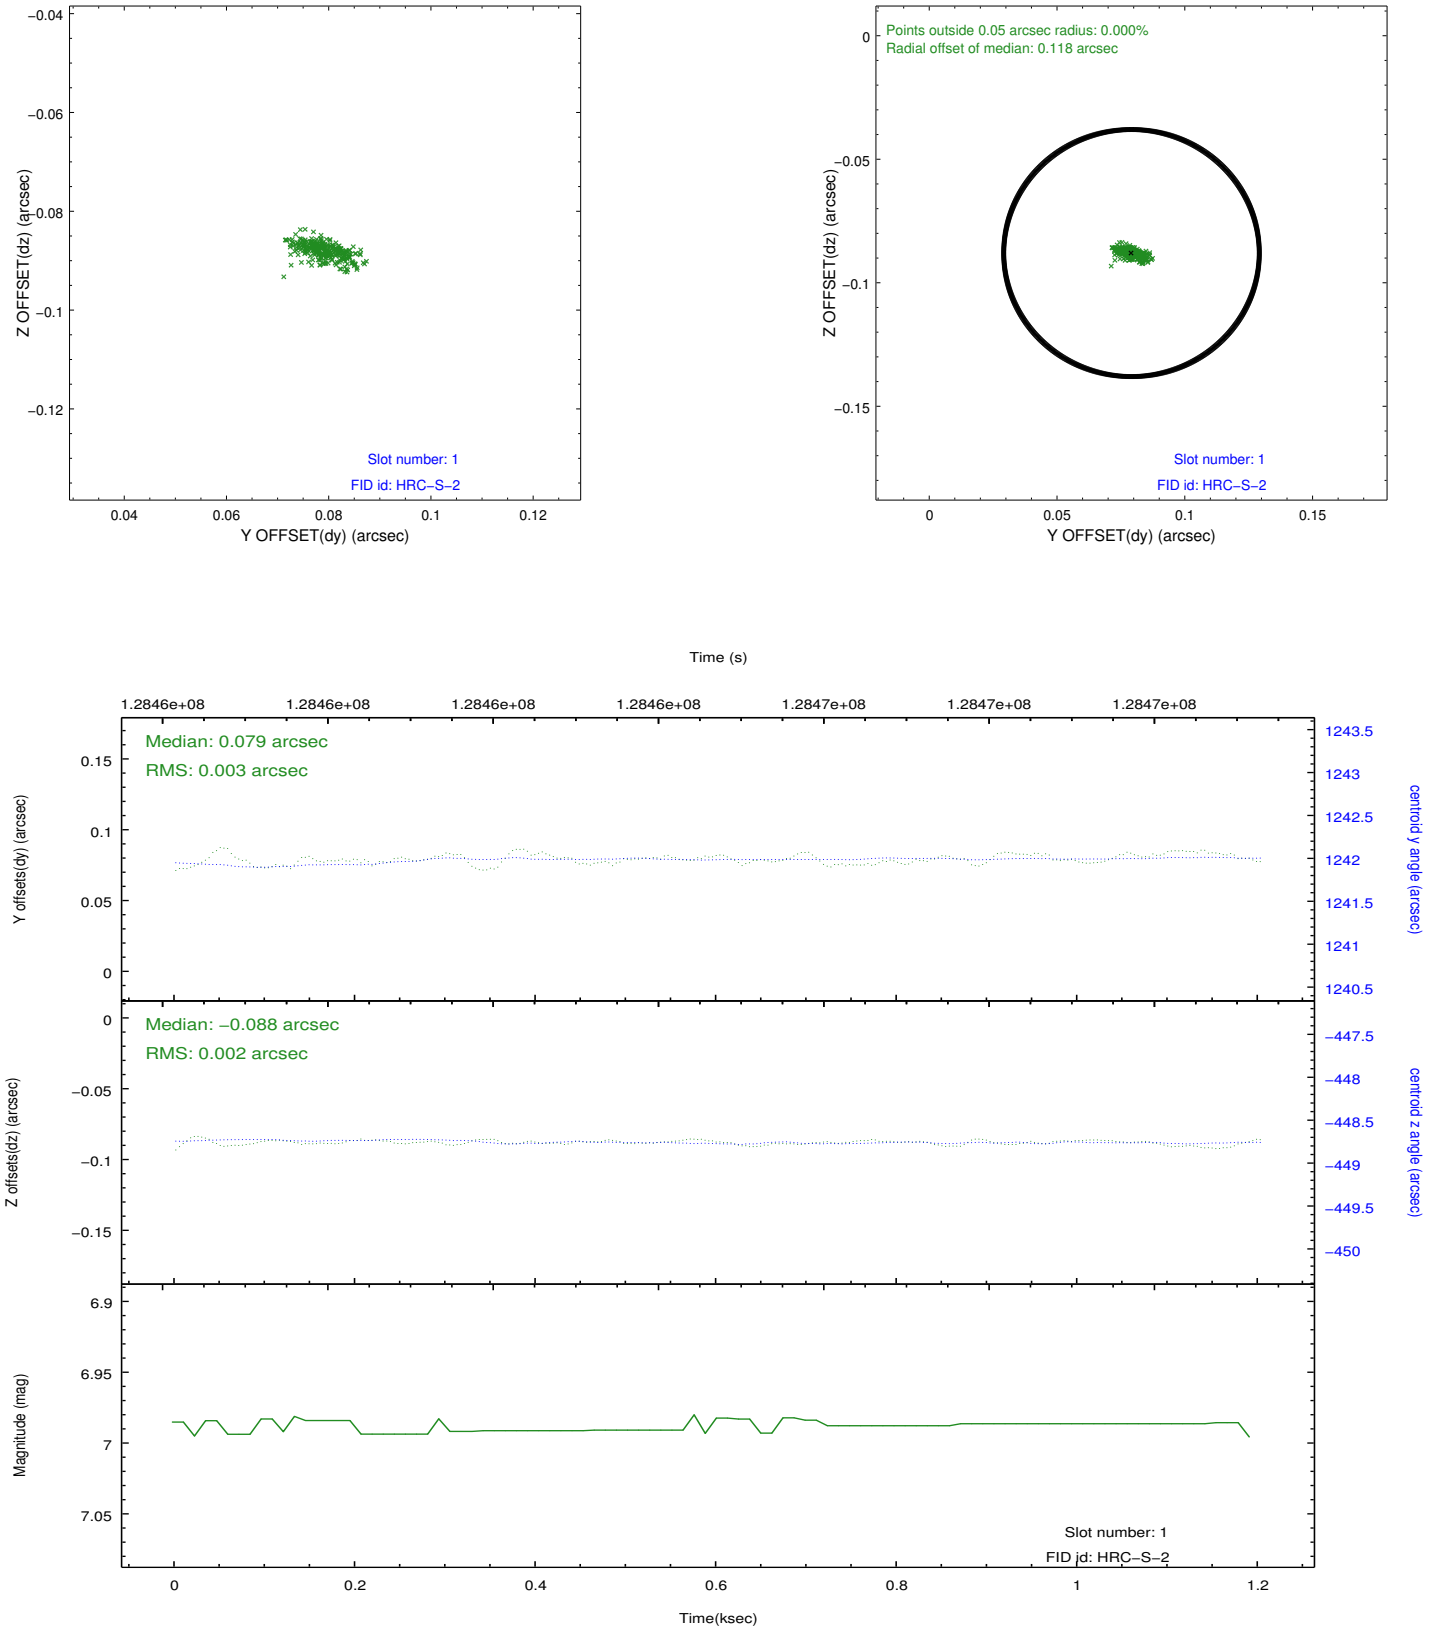 −0.04
−0.06
−0.08
−0.1
−0.12
Z OFFSET(dz) (arcsec)
Slot number: 1
FID id: HRC−S−2
0.04
0.06
0.08
0.1
0.12
Y OFFSET(dy) (arcsec)
Points outside 0.05 arcsec radius: 0.000%
Radial offset of median: 0.118 arcsec
0
−0.05
−0.1
−0.15
Z OFFSET(dz) (arcsec)
Slot number: 1
FID id: HRC−S−2
0
0.05
0.1
0.15
Y OFFSET(dy) (arcsec)
Time (s)
1.2846e+08
1.2846e+08
1.2846e+08
1.2846e+08
1.2847e+08
1.2847e+08
1.2847e+08
Median: 0.079 arcsec
RMS: 0.003 arcsec
0.15
0.1
0.05
0
Y offsets(dy) (arcsec)
1243.5
1243
1242.5
1242
1241.5
1241
1240.5
centroid y angle (arcsec)
Median: −0.088 arcsec
RMS: 0.002 arcsec
0
−0.05
−0.1
−0.15
Z offsets(dz) (arcsec)
−447.5
−448
−448.5
−449
−449.5
−450
centroid z angle (arcsec)
6.9
6.95
7
7.05
Magnitude (mag)
Slot number: 1
FID id: HRC−S−2
0
0.2
0.4
0.6
0.8
1
1.2
Time(ksec)